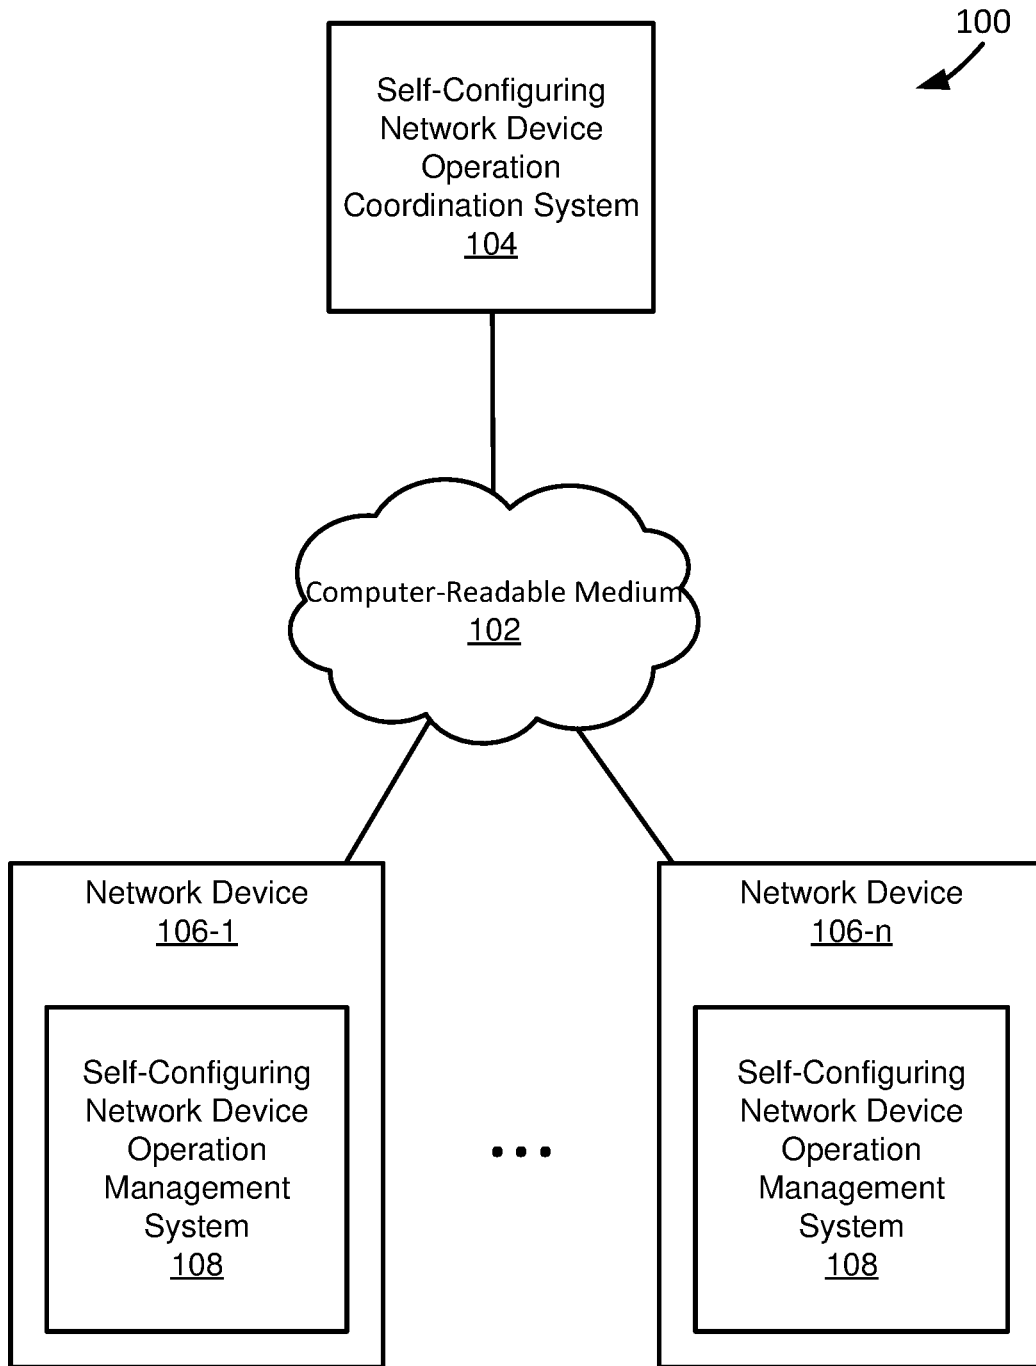 100
Self-Configuring
Network Device
Operation
Coordination System
104
Computer-Readable Medium
102
Network Device
106-1
Self-Configuring
Network Device
Operation
Management
System
108
...
Network Device
106-n
Self-Configuring
Network Device
Operation
Management
System
108